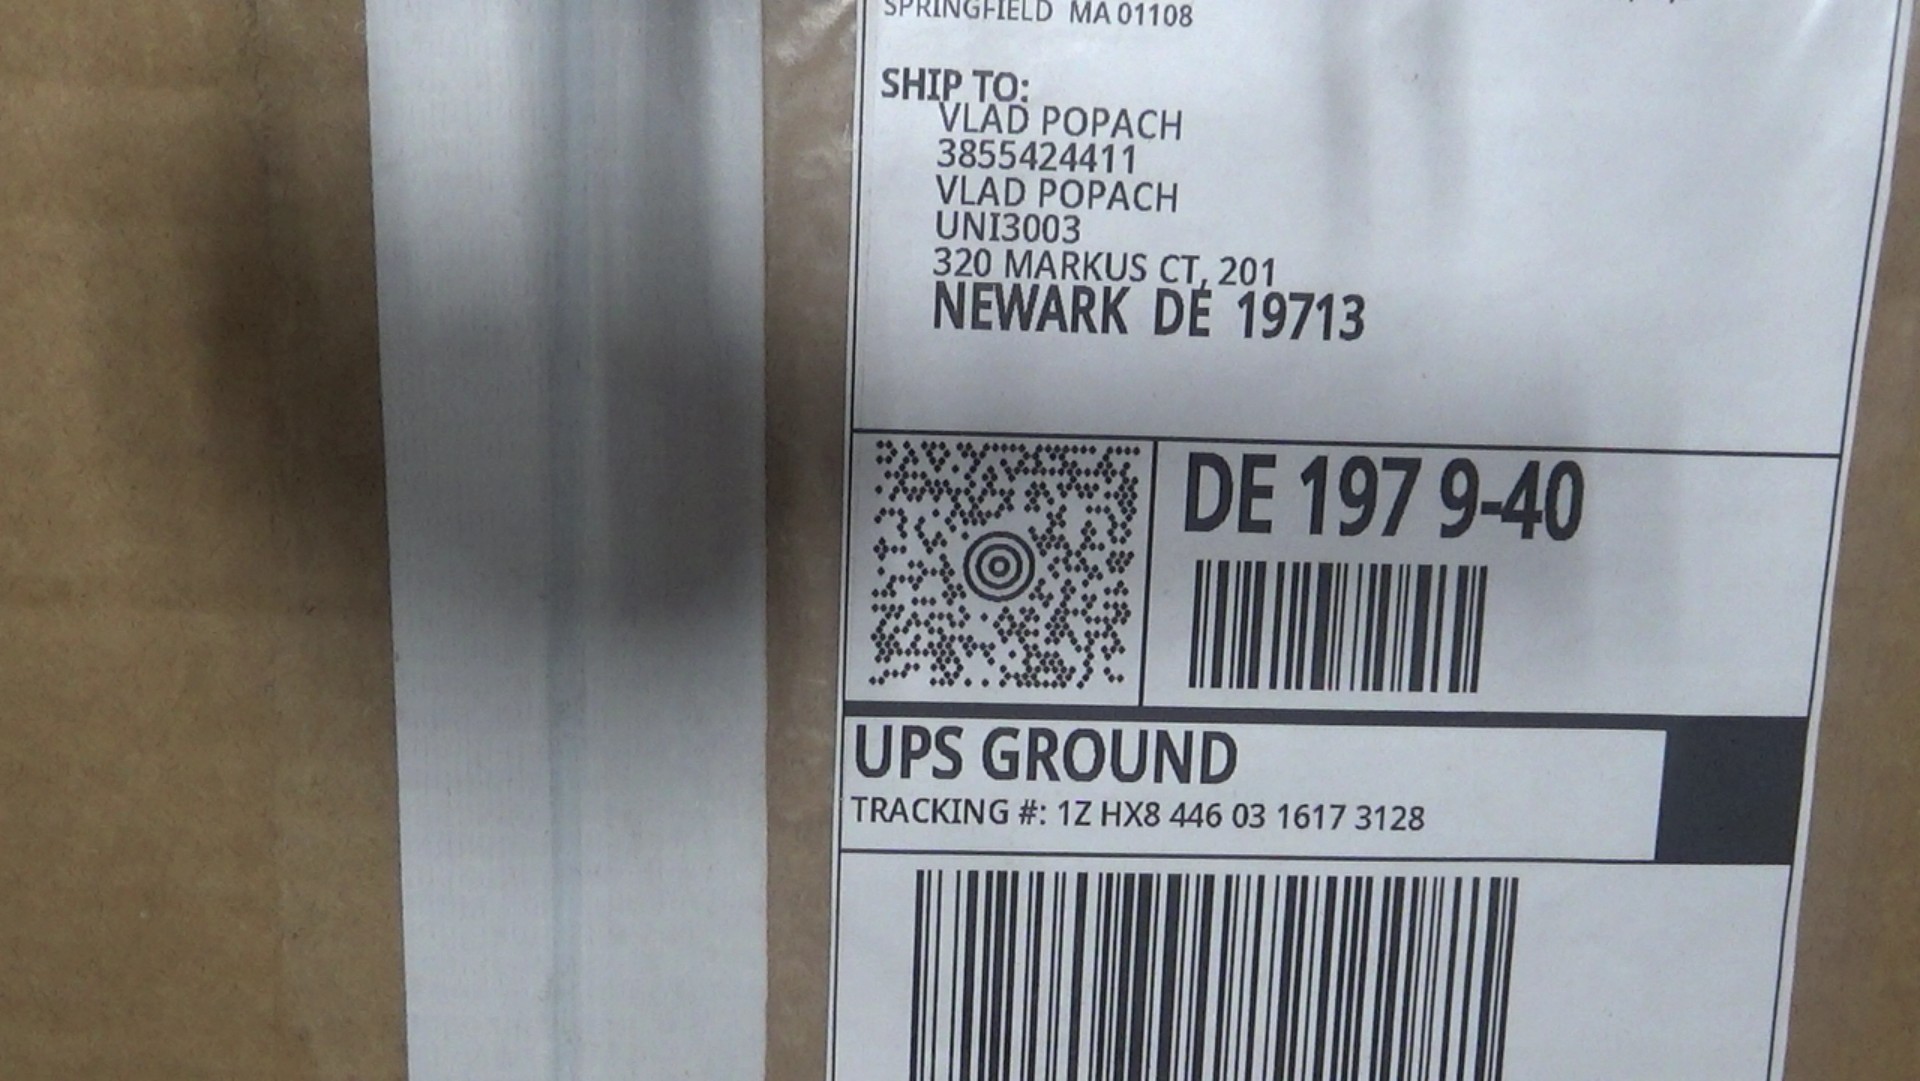 SPRINGFIELD MA 01108
SHIP TO:
VLAD POPACH
3855424411
VLAD POPACH
UNI3003
320 MARKUS CT, 201
NEWARK DE 19713
DE 197 9-40
UPS GROUND
TRACKING #: 1Z HX8 446 03 1617 3128